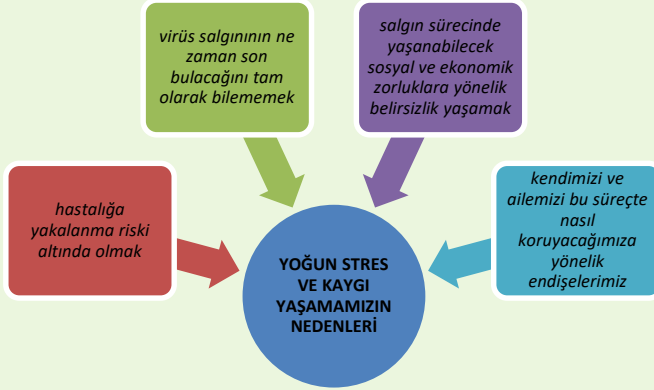 virüs salgınının ne
zaman son
bulacağını tam
olarak bilememek
salgın sürecinde
yaşanabilecek
sosyal ve ekonomik
zorluklara yönelik
belirsizlik yaşamak
hastalığa
yakalanma riski
altında olmak
kendimizi ve
ailemizi bu süreçte
nasıl
koruyacağımıza
yönelik
endişelerimiz
YOĞUN STRES
VE KAYGI
YAŞAMAMIZIN
NEDENLERİ